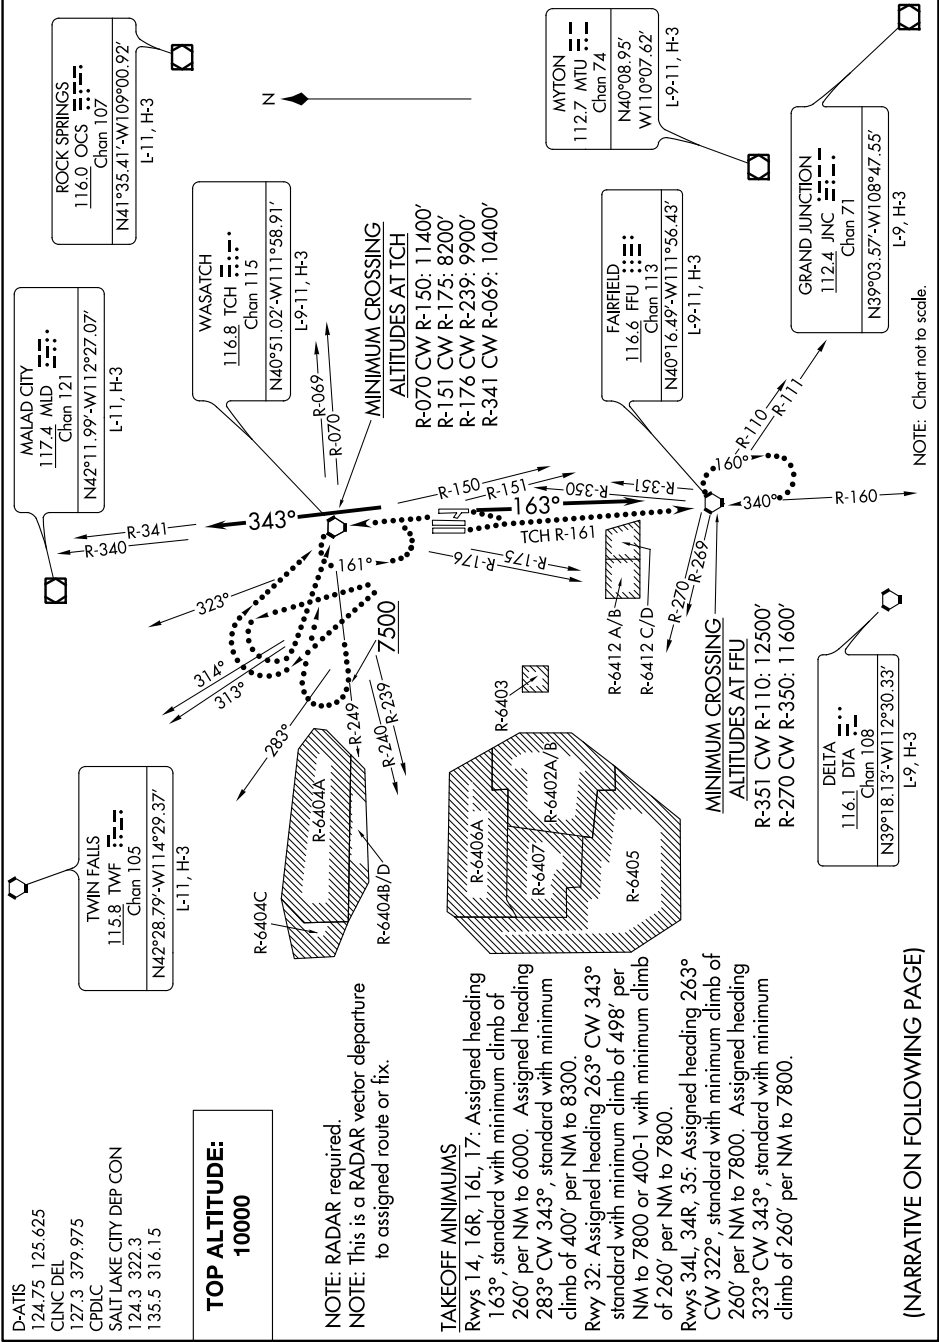 D-ATIS
124.75 125.625
CLNC DEL
127.3 379.975
CPDLC
SALT LAKE CITY DEP CON
124.3 322.3
135.5 316.15
TOP ALTITUDE:
10000
NOTE: RADAR required.
NOTE: This is a RADAR vector departure
to assigned route or fix.
TAKEOFF MINIMUMS
Rwys 14, 16R, 16L, 17: Assigned heading
163°, standard with minimum climb of
260' per NM to 6000. Assigned heading
283° CW 343°, standard with minimum
climb of 400' per NM to 8300.
Rwy 32: Assigned heading 263° CW 343°
standard with minimum climb of 498' per
NM to 7800 or 400-1 with minimum climb
of 260' per NM to 7800.
Rwys 34L, 34R, 35: Assigned heading 263°
CW 322°, standard with minimum climb of
260' per NM to 7800. Assigned heading
323° CW 343°, standard with minimum
climb of 260' per NM to 7800.
(NARRATIVE ON FOLLOWING PAGE)
TWIN FALLS
115.8 TWF
Chan 105
N42°28.79'-W114°29.37'
L-11, H-3
MALAD CITY
117.4 MLD
Chan 121
N42°11.99'-W112°27.07'
L-11, H-3
ROCK SPRINGS
116.0 OCS
Chan 107
N41°35.41'-W109°00.92'
L-11, H-3
WASATCH
116.8 TCH
Chan 115
N40°51.02'-W111°58.91'
L-9-11, H-3
N
MINIMUM CROSSING
ALTITUDES AT TCH
R-070 CW R-150: 11400'
R-151 CW R-175: 8200'
R-176 CW R-239: 9900'
R-341 CW R-069: 10400'
MYTON
112.7 MTU
Chan 74
N40°08.95'
W110°07.62'
L-9-11, H-3
FAIRFIELD
116.6 FFU
Chan 113
N40°16.49'-W111°56.43'
L-9-11, H-3
GRAND JUNCTION
112.4 JNC
Chan 71
N39°03.57'-W108°47.55'
L-9, H-3
MINIMUM CROSSING
ALTITUDES AT FFU
R-351 CW R-110: 12500'
R-270 CW R-350: 11600'
DELTA
116.1 DTA
Chan 108
N39°18.13'-W112°30.33'
L-9, H-3
NOTE: Chart not to scale.
R-341
R-340
343°
R-069
R-070
323°
314°
313°
283°
161°
7500
R-249
R-240
R-239
R-150
R-151
163°
R-350
R-351
TCH R-161
R-176
R-175
160°
340°
R-110
R-111
R-160
R-269
R-270
R-6404A
R-6404C
R-6404B/D
R-6403
R-6412 A/B
R-6412 C/D
R-6406A
R-6402A/B
R-6407
R-6405